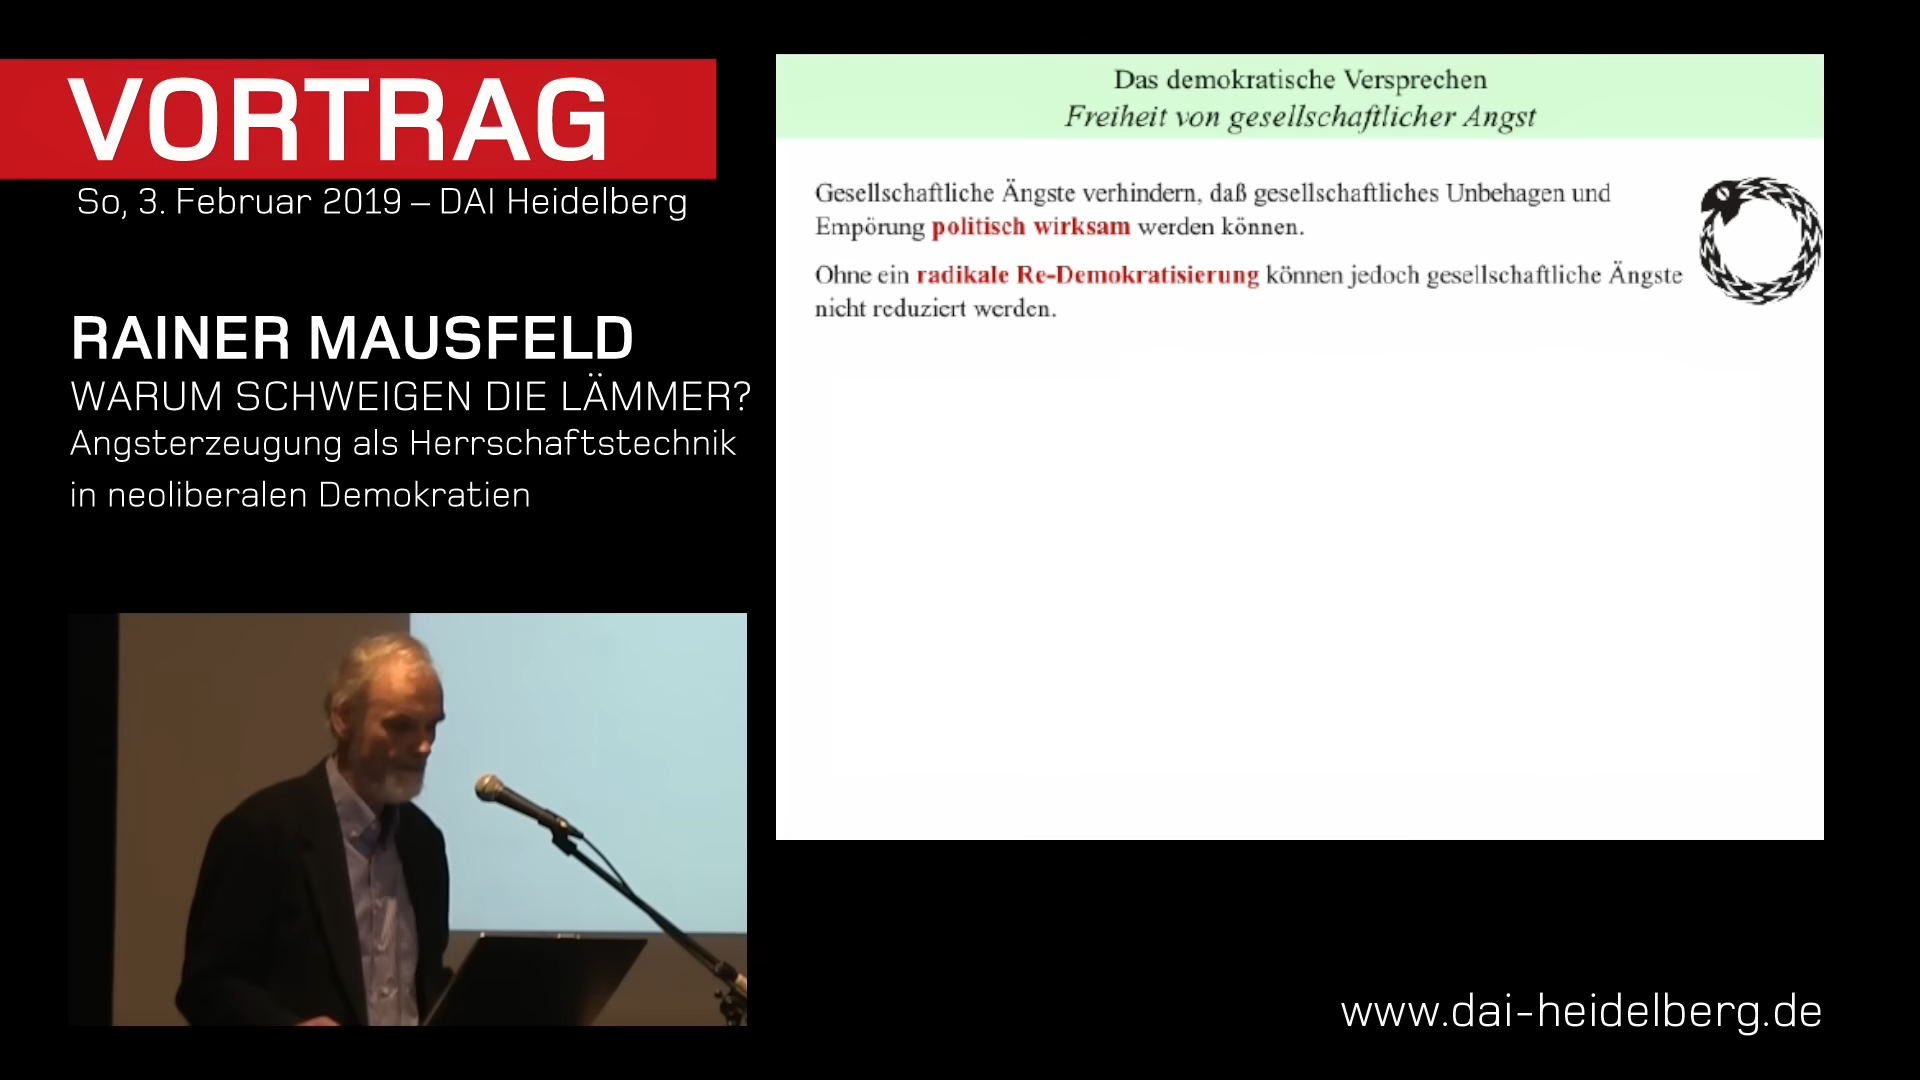 VORTRAG
So, 3. Februar 2019 – DAI Heidelberg
RAINER MAUSFELD
WARUM SCHWEIGEN DIE LÄMMER?
Angsterzeugung als Herrschaftstechnik
in neoliberalen Demokratien
Das demokratische Versprechen
Freiheit von gesellschaftlicher Angst
Gesellschaftliche Ängste verhindern, daß gesellschaftliches Unbehagen und
Empörung politisch wirksam werden können.
Ohne ein radikale Re-Demokratisierung können jedoch gesellschaftliche Ängste
nicht reduziert werden.
www.dai-heidelberg.de